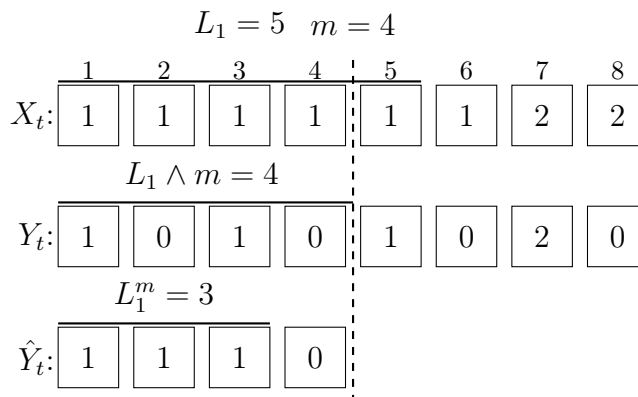 L₁ = 5 m = 4
1 2 3 4 5 6 7 8
Xₜ: 1 1 1 1 1 1 2 2
L₁ ∧ m = 4
Yₜ: 1 0 1 0 1 0 2 0
L₁ᵐ = 3
Ŷₜ: 1 1 1 0